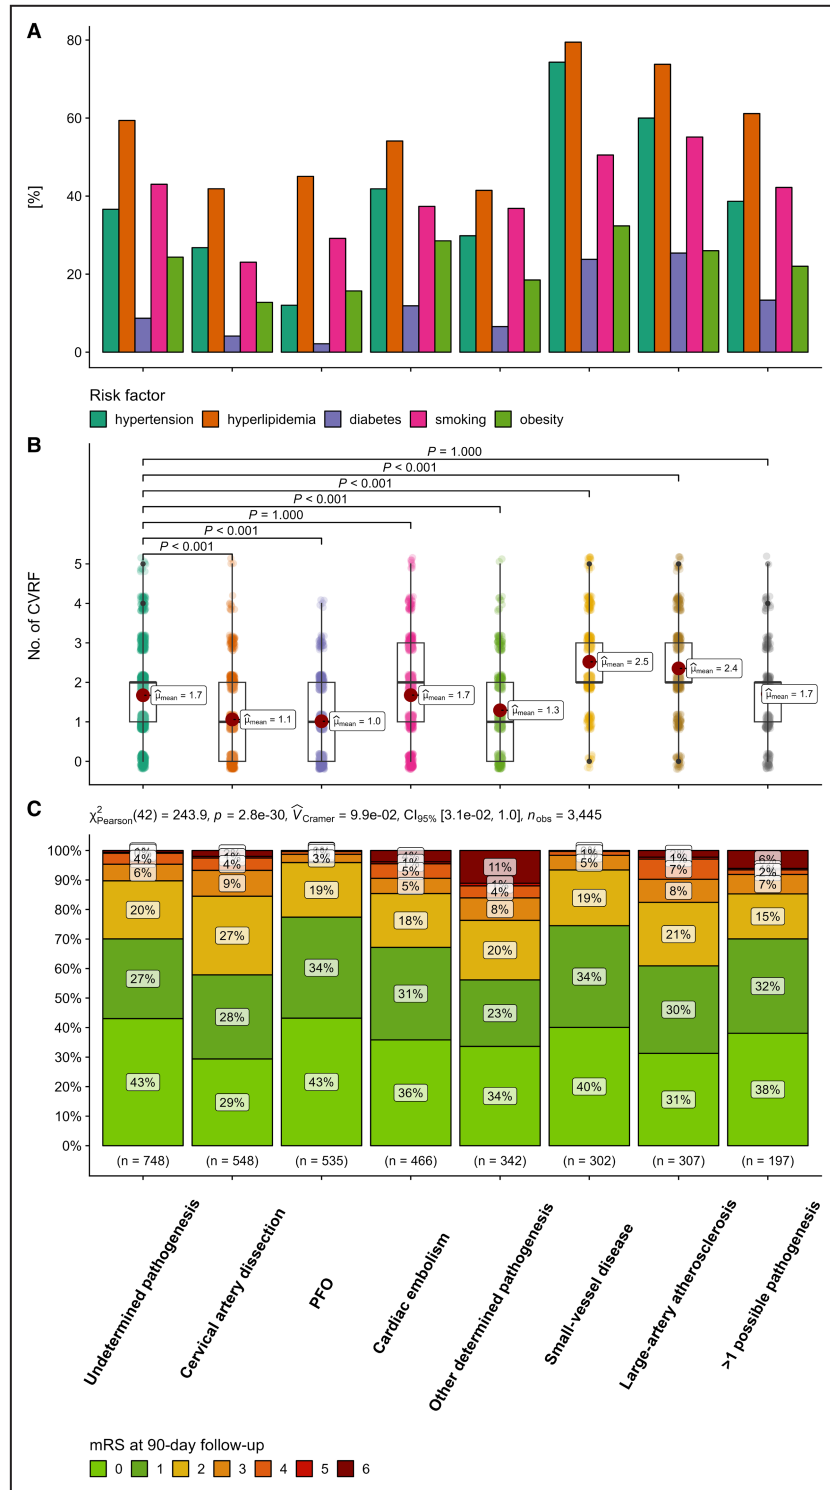 A
80
60
40
20
0
[%]
Risk factor
hypertension hyperlipidemia diabetes smoking obesity
B
P = 1.000
P < 0.001
P < 0.001
P < 0.001
P = 1.000
P < 0.001
P < 0.001
5
4
3
2
1
0
No. of CVRF
μ̂mean = 1.7
μ̂mean = 1.1
μ̂mean = 1.0
μ̂mean = 1.7
μ̂mean = 1.3
μ̂mean = 2.5
μ̂mean = 2.4
μ̂mean = 1.7
C
χ²Pearson(42) = 243.9, p = 2.8e-30, V̂Cramer = 9.9e-02, CI95% [3.1e-02, 1.0], nobs = 3,445
100%
90%
80%
70%
60%
50%
40%
30%
20%
10%
0%
4%
6%
20%
27%
43%
4%
9%
27%
28%
29%
3%
19%
34%
43%
5%
5%
18%
31%
36%
11%
4%
8%
20%
23%
34%
1%
5%
19%
34%
40%
1%
7%
8%
21%
30%
31%
6%
2%
7%
15%
32%
38%
(n = 748) (n = 548) (n = 535) (n = 466) (n = 342) (n = 302) (n = 307) (n = 197)
Undetermined pathogenesis
Cervical artery dissection
PFO
Cardiac embolism
Other determined pathogenesis
Small-vessel disease
Large-artery atherosclerosis
>1 possible pathogenesis
mRS at 90-day follow-up
0 1 2 3 4 5 6